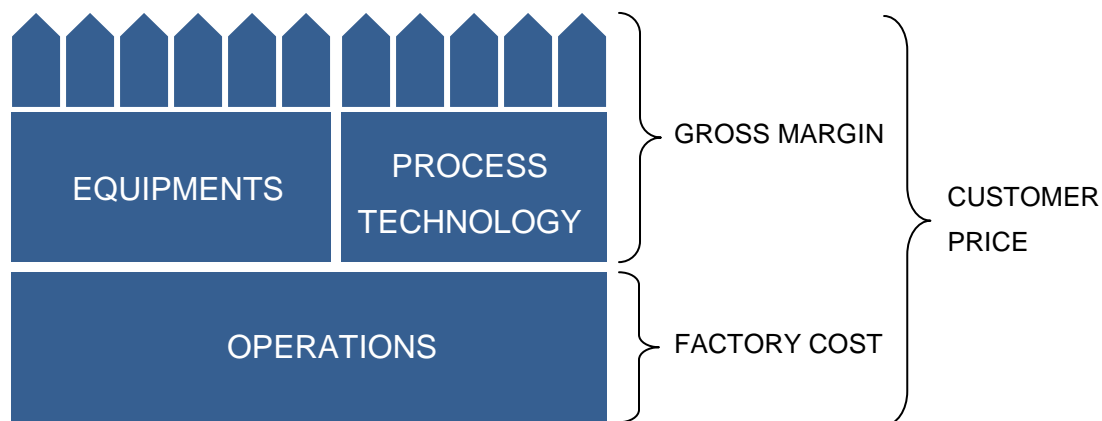 EQUIPMENTS
PROCESS
TECHNOLOGY
OPERATIONS
GROSS MARGIN
FACTORY COST
CUSTOMER
PRICE